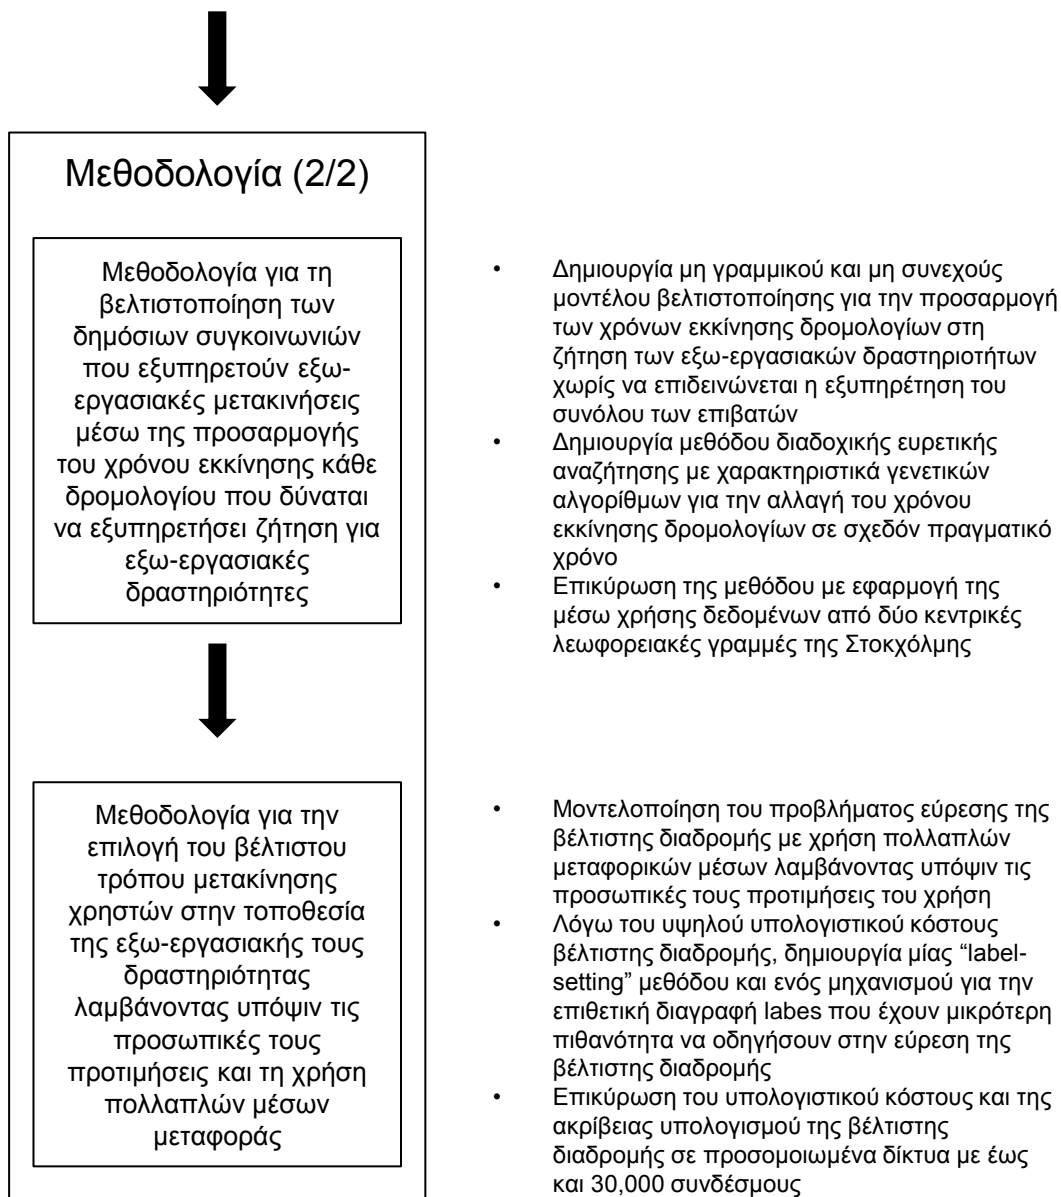 Μεθοδολογία (2/2)
Μεθοδολογία για τη
βελτιστοποίηση των
δημόσιων συγκοινωνιών
που εξυπηρετούν εξω-
εργασιακές μετακινήσεις
μέσω της προσαρμογής
του χρόνου εκκίνησης κάθε
δρομολογίου που δύναται
να εξυπηρετήσει ζήτηση για
εξω-εργασιακές
δραστηριότητες
• Δημιουργία μη γραμμικού και μη συνεχούς
μοντέλου βελτιστοποίησης για την προσαρμογή
των χρόνων εκκίνησης δρομολογίων στη
ζήτηση των εξω-εργασιακών δραστηριοτήτων
χωρίς να επιδεινώνεται η εξυπηρέτηση του
συνόλου των επιβατών
• Δημιουργία μεθόδου διαδοχικής ευρετικής
αναζήτησης με χαρακτηριστικά γενετικών
αλγορίθμων για την αλλαγή του χρόνου
εκκίνησης δρομολογίων σε σχεδόν πραγματικό
χρόνο
• Επικύρωση της μεθόδου με εφαρμογή της
μέσω χρήσης δεδομένων από δύο κεντρικές
λεωφορειακές γραμμές της Στοκχόλμης
Μεθοδολογία για την
επιλογή του βέλτιστου
τρόπου μετακίνησης
χρηστών στην τοποθεσία
της εξω-εργασιακής τους
δραστηριότητας
λαμβάνοντας υπόψιν τις
προσωπικές τους
προτιμήσεις και τη χρήση
πολλαπλών μέσων
μεταφοράς
• Μοντελοποίηση του προβλήματος εύρεσης της
βέλτιστης διαδρομής με χρήση πολλαπλών
μεταφορικών μέσων λαμβάνοντας υπόψιν τις
προσωπικές τους προτιμήσεις του χρήση
• Λόγω του υψηλού υπολογιστικού κόστους
βέλτιστης διαδρομής, δημιουργία μίας “label-
setting” μεθόδου και ενός μηχανισμού για την
επιθετική διαγραφή labes που έχουν μικρότερη
πιθανότητα να οδηγήσουν στην εύρεση της
βέλτιστης διαδρομής
• Επικύρωση του υπολογιστικού κόστους και της
ακρίβειας υπολογισμού της βέλτιστης
διαδρομής σε προσομοιωμένα δίκτυα με έως
και 30,000 συνδέσμους